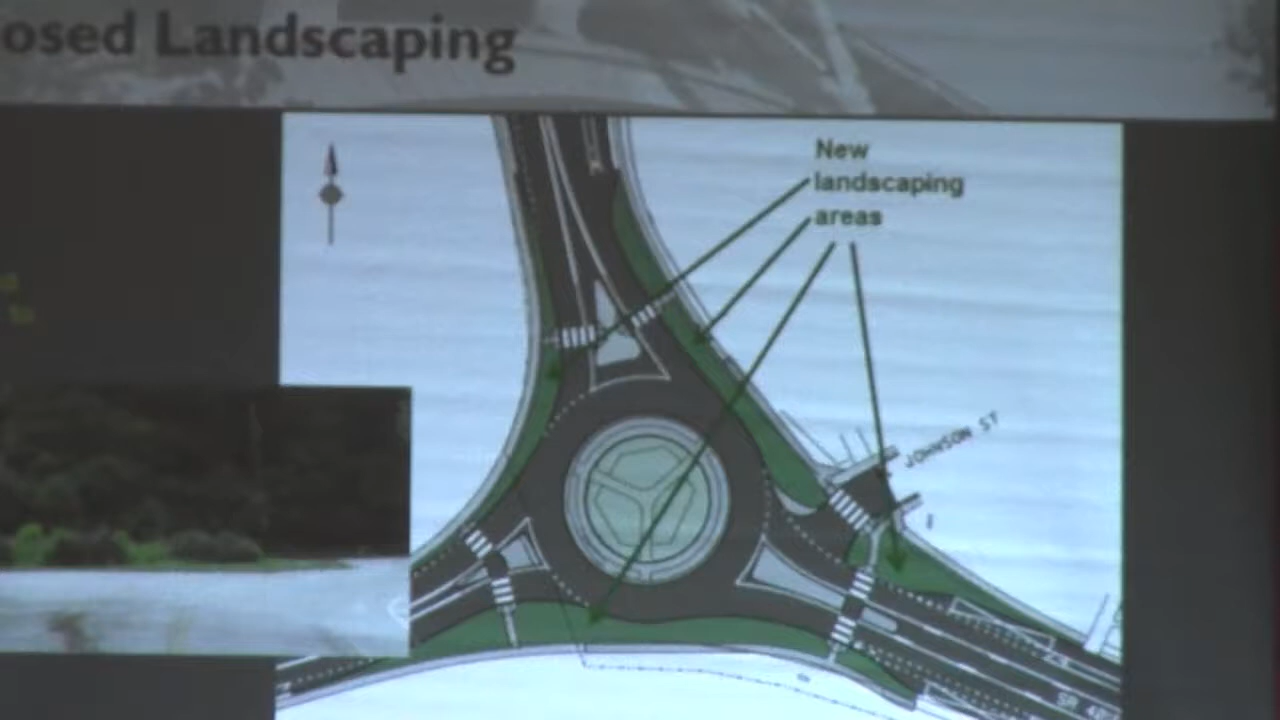 osed Landscaping
New
landscaping
areas
JOHNSON ST